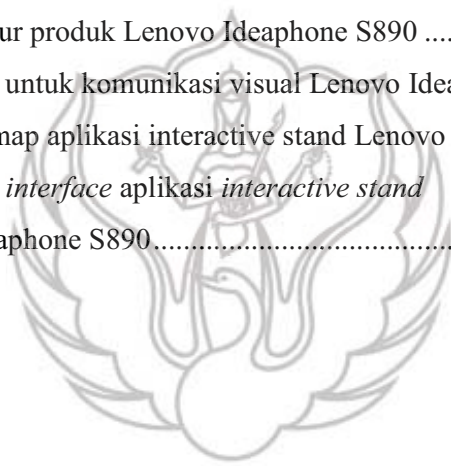 ur produk Lenovo Ideaphone S890 ....
untuk komunikasi visual Lenovo Idea
map aplikasi interactive stand Lenovo
interface aplikasi interactive stand
aphone S890....................................